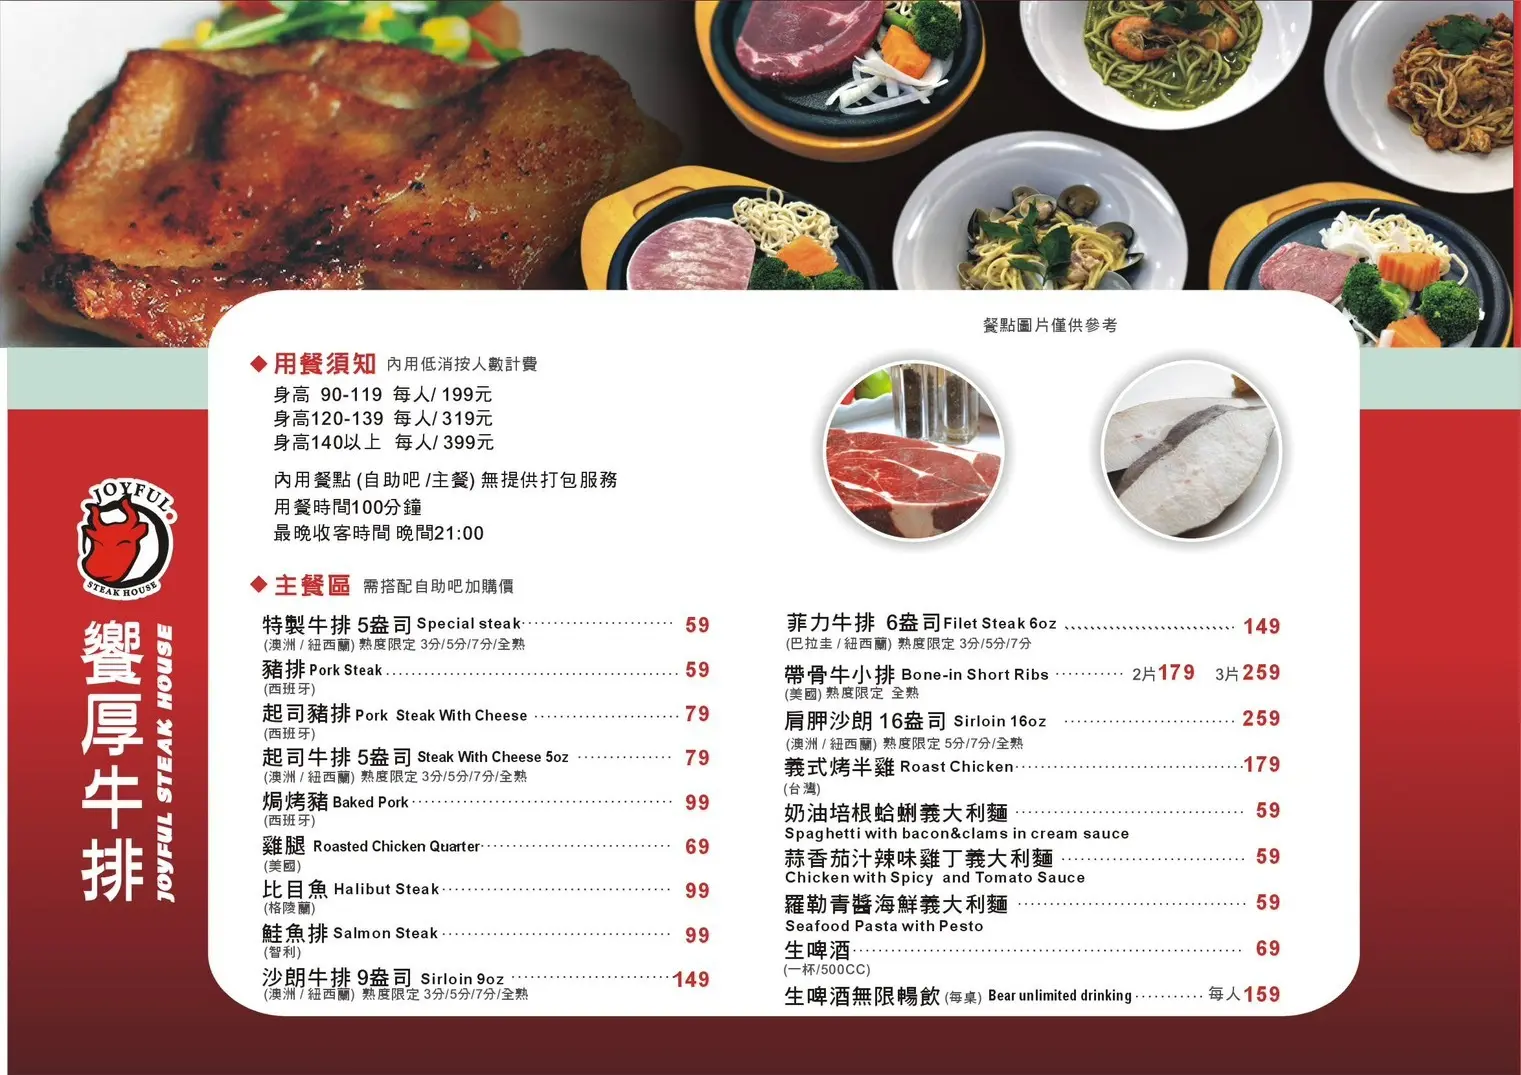 餐點圖片僅供參考
◆用餐須知 內用低消按人數計費
身高 90-119 每人/ 199元
身高120-139 每人/ 319元
身高140以上 每人/ 399元
內用餐點 (自助吧 /主餐) 無提供打包服務
用餐時間100分鐘
最晚收客時間 晚間21:00
JOYFUL
STEAK HOUSE
饗厚牛排
JOYFUL STEAK HOUSE
◆主餐區 需搭配自助吧加購價
特製牛排 5盎司 Special steak 59
(澳洲 / 紐西蘭) 熟度限定 3分/5分/7分/全熟
豬排 Pork Steak 59
(西班牙)
起司豬排 Pork Steak With Cheese 79
(西班牙)
起司牛排 5盎司 Steak With Cheese 5oz 79
(澳洲 / 紐西蘭) 熟度限定 3分/5分/7分/全熟
焗烤豬 Baked Pork 99
(西班牙)
雞腿 Roasted Chicken Quarter 69
(美國)
比目魚 Halibut Steak 99
(格陵蘭)
鮭魚排 Salmon Steak 99
(智利)
沙朗牛排 9盎司 Sirloin 9oz 149
(澳洲 / 紐西蘭) 熟度限定 3分/5分/7分/全熟
菲力牛排 6盎司 Filet Steak 6oz 149
(巴拉圭 / 紐西蘭) 熟度限定 3分/5分/7分
帶骨牛小排 Bone-in Short Ribs 2片179 3片259
(美國) 熟度限定 全熟
肩胛沙朗 16盎司 Sirloin 16oz 259
(澳洲 / 紐西蘭) 熟度限定 5分/7分/全熟
義式烤半雞 Roast Chicken 179
(台灣)
奶油培根蛤蜊義大利麵 59
Spaghetti with bacon&clams in cream sauce
蒜香茄汁辣味雞丁義大利麵 59
Chicken with Spicy and Tomato Sauce
羅勒青醬海鮮義大利麵 59
Seafood Pasta with Pesto
生啤酒 69
(一杯/500CC)
生啤酒無限暢飲 (每桌) Bear unlimited drinking 每人159